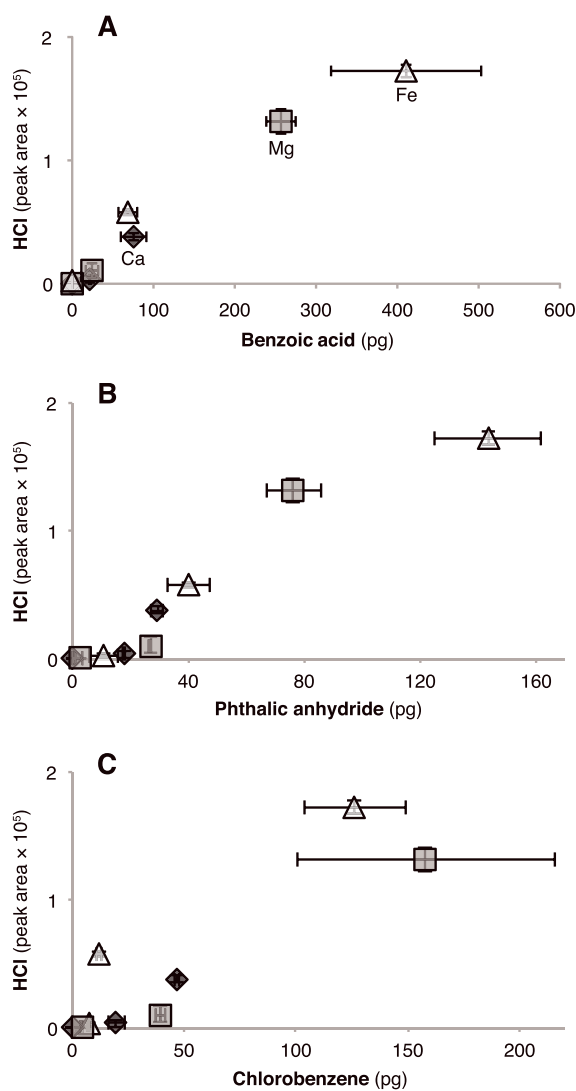 A
2
1
0
HCl (peak area × 10⁵)
Fe
Mg
Ca
0 100 200 300 400 500 600
Benzoic acid (pg)
B
2
1
0
HCl (peak area × 10⁵)
0 40 80 120 160
Phthalic anhydride (pg)
C
2
1
0
HCl (peak area × 10⁵)
0 50 100 150 200
Chlorobenzene (pg)